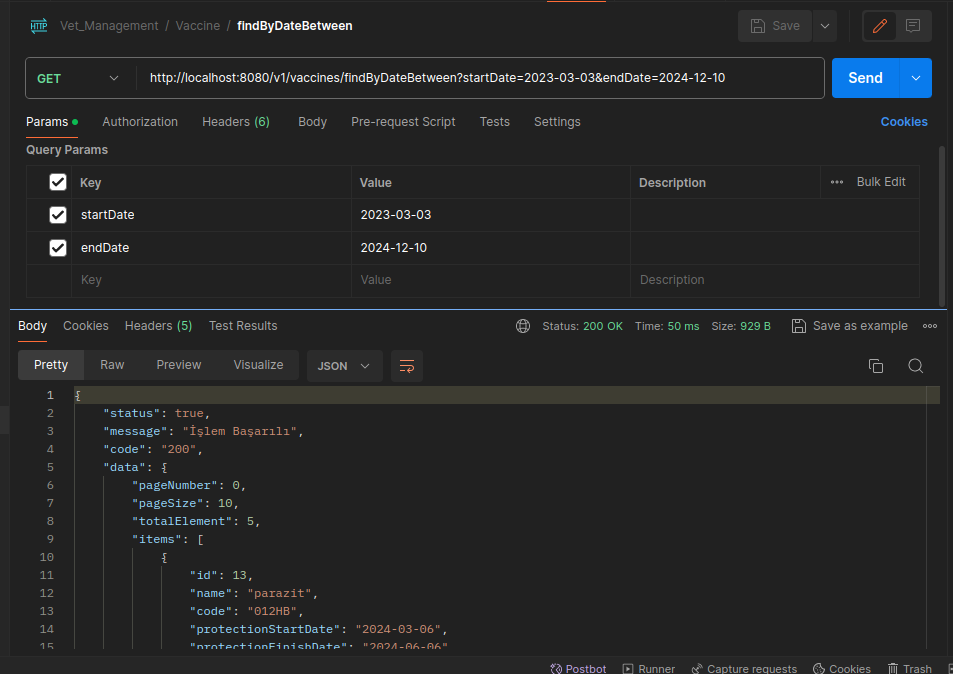 HTTP Vet_Management / Vaccine / findByDateBetween Save
GET http://localhost:8080/v1/vaccines/findByDateBetween?startDate=2023-03-03&endDate=2024-12-10 Send
Params Authorization Headers (6) Body Pre-request Script Tests Settings Cookies
Query Params
Key Value Description Bulk Edit
startDate 2023-03-03
endDate 2024-12-10
Key Value Description
Body Cookies Headers (5) Test Results Status: 200 OK Time: 50 ms Size: 929 B Save as example
Pretty Raw Preview Visualize JSON
1 {
2 "status": true,
3 "message": "İşlem Başarılı",
4 "code": "200",
5 "data": {
6 "pageNumber": 0,
7 "pageSize": 10,
8 "totalElement": 5,
9 "items": [
10 {
11 "id": 13,
12 "name": "parazit",
13 "code": "012HB",
14 "protectionStartDate": "2024-03-06",
15 "protectionFinishDate": "2024-06-06"
Postbot Runner Capture requests Cookies Trash